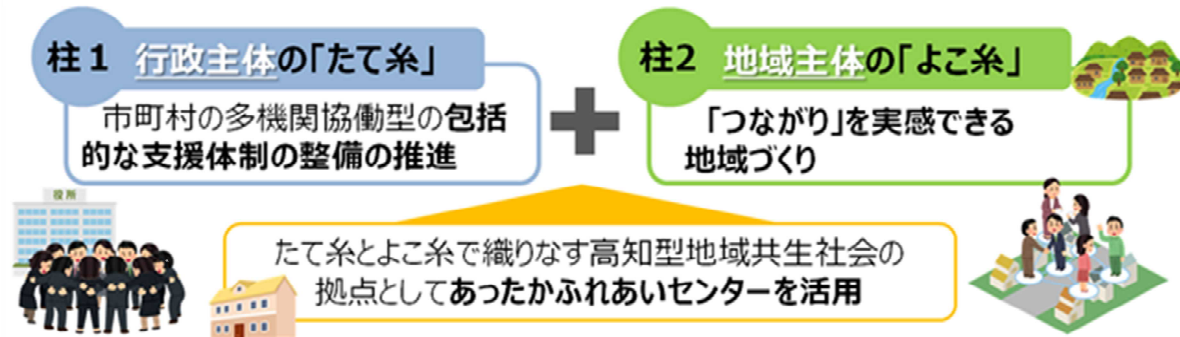 柱1 行政主体の「たて糸」
市町村の多機関協働型の包括
的な支援体制の整備の推進
柱2 地域主体の「よこ糸」
「つながり」を実感できる
地域づくり
役所
たて糸とよこ糸で織りなす高知型地域共生社会の
拠点としてあったかふれあいセンターを活用